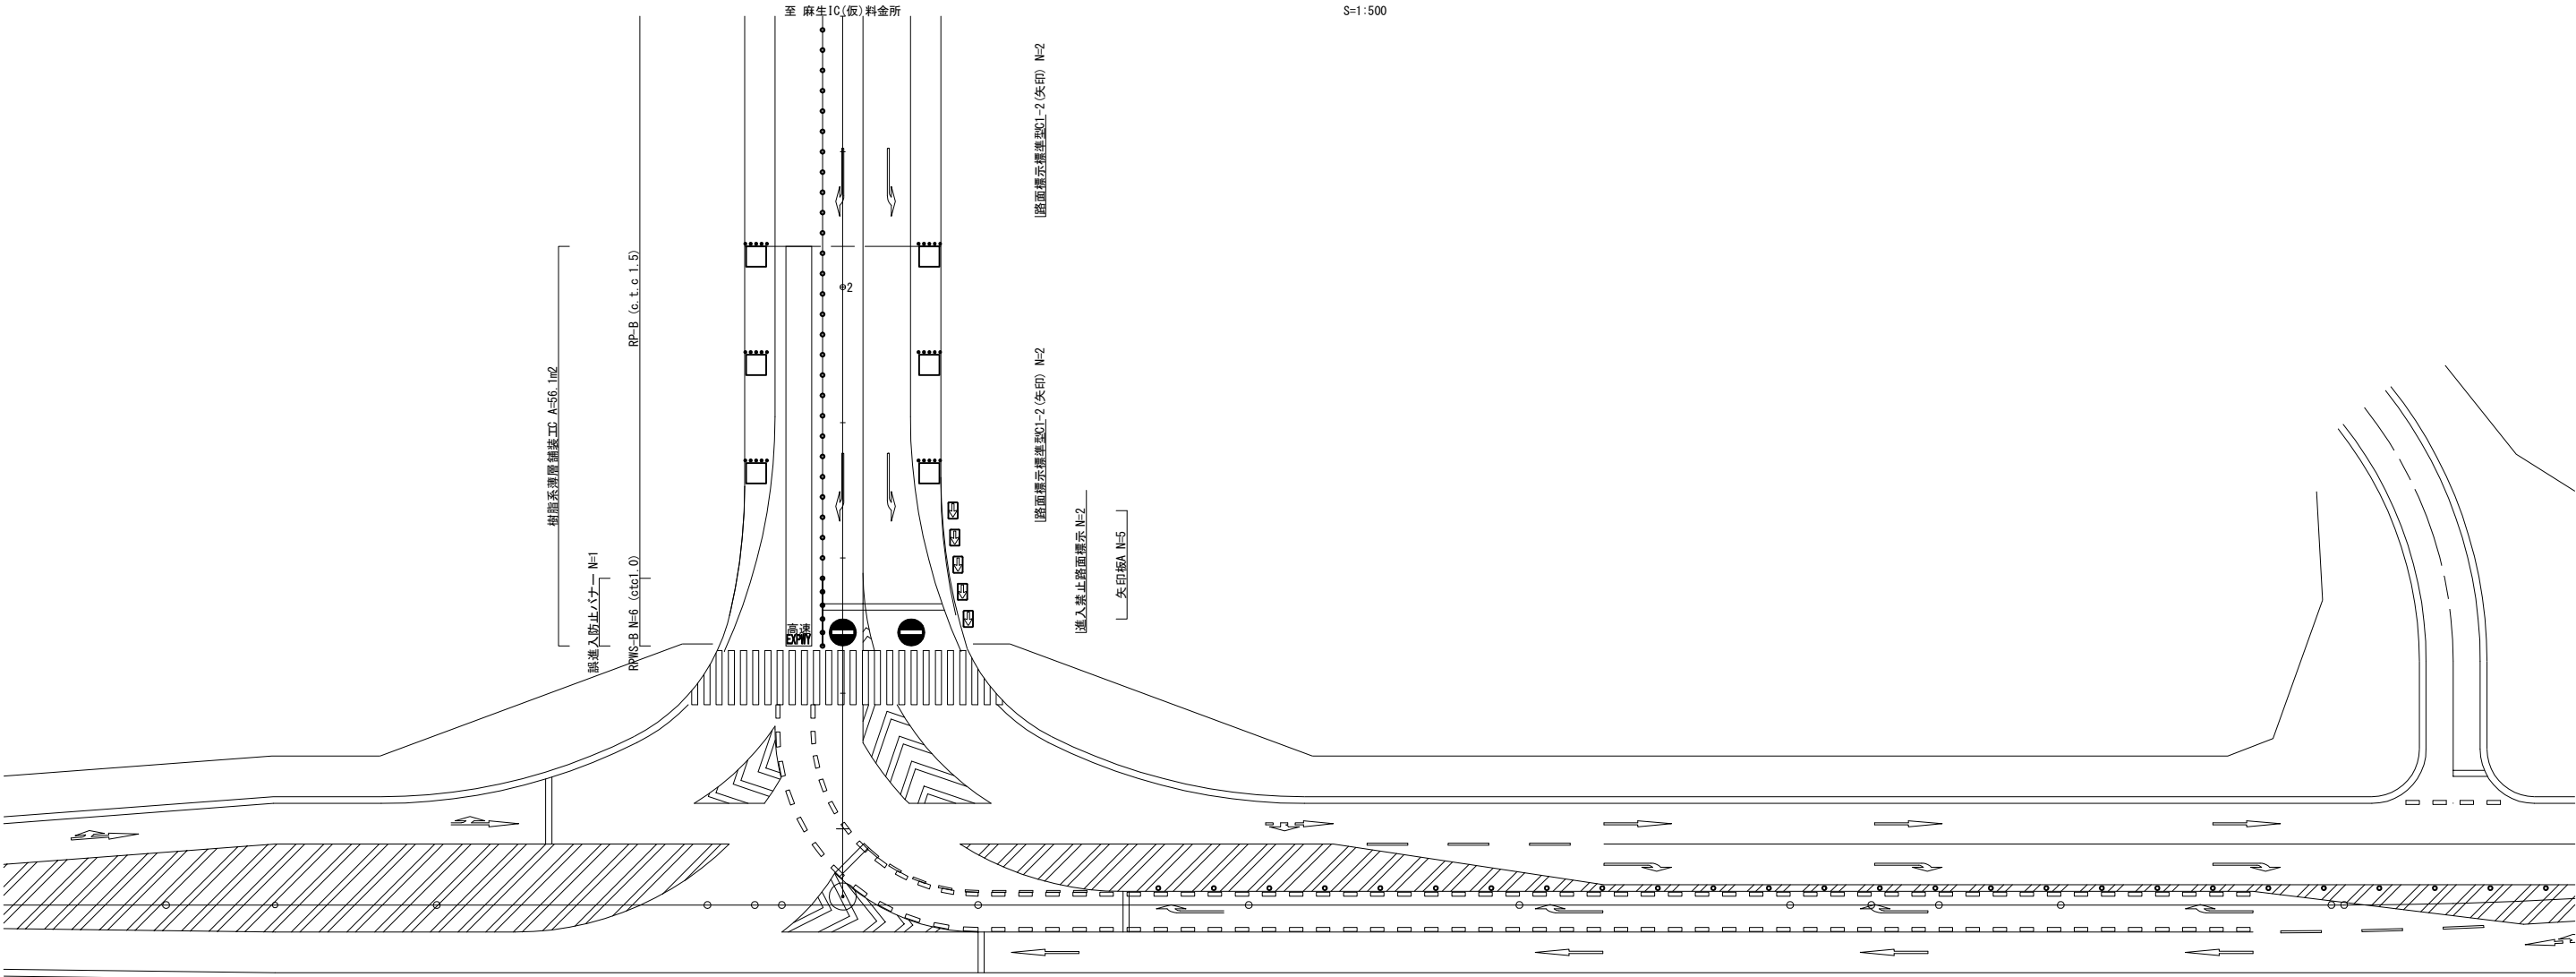 至 麻生IC(仮)料金所
S=1:500
路面標示標準型C1-2(矢印) N=2
RP-B (c.t.c 1.5)
2
樹脂系薄層舗装工C A=56.1m2
路面標示標準型C1-2(矢印) N=2
進入禁止路面標示 N=2
矢印板A N=5
誤進入防止バナー N=1
RPWS-B N=6 (ctc1.0)
高速
EXPWY